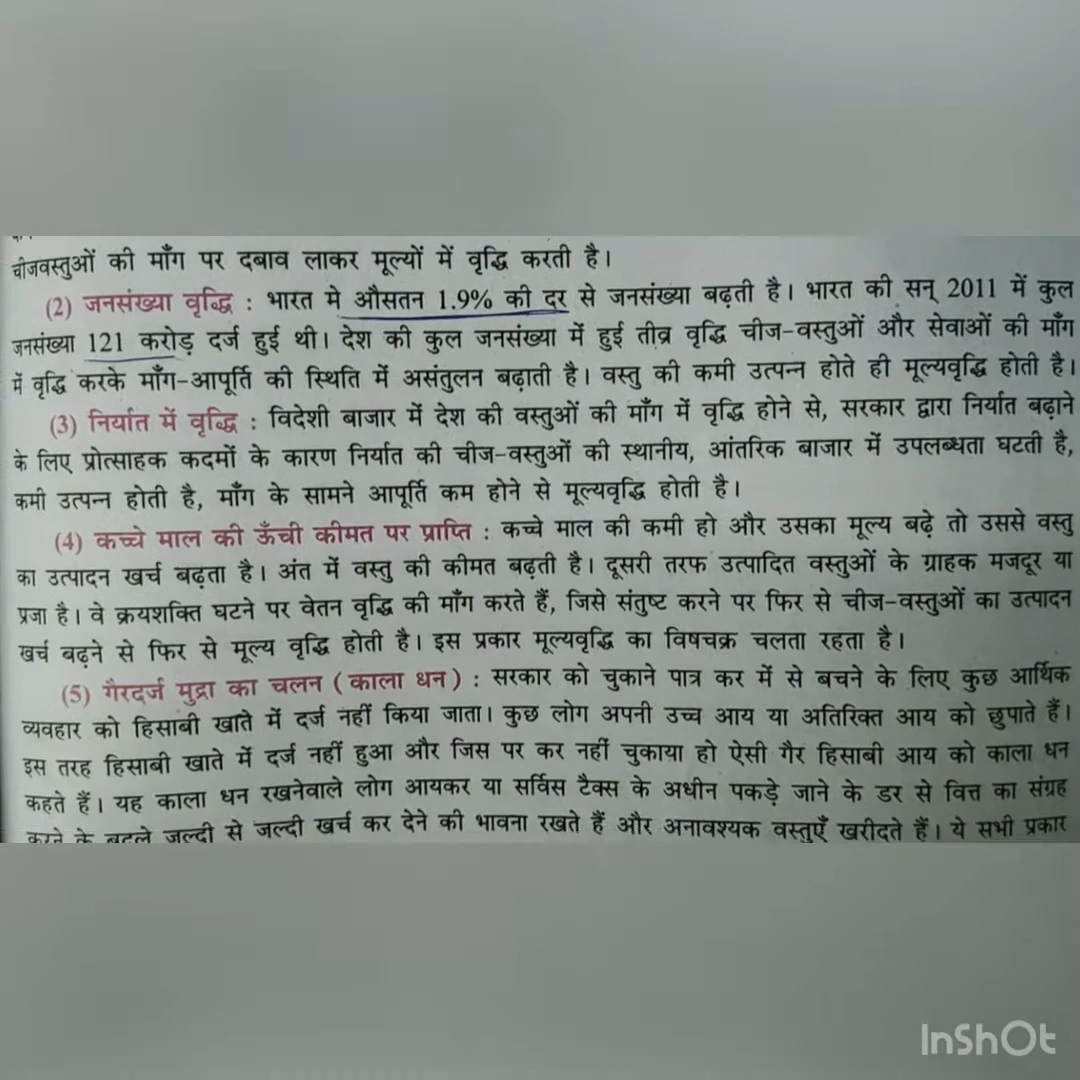 चीजवस्तुओं की माँग पर दबाव लाकर मूल्यों में वृद्धि करती है।
(2) जनसंख्या वृद्धि : भारत मे औसतन 1.9% की दर से जनसंख्या बढ़ती है। भारत की सन् 2011 में कुल
जनसंख्या 121 करोड़ दर्ज हुई थी। देश की कुल जनसंख्या में हुई तीव्र वृद्धि चीज-वस्तुओं और सेवाओं की माँग
में वृद्धि करके माँग-आपूर्ति की स्थिति में असंतुलन बढ़ाती है। वस्तु की कमी उत्पन्न होते ही मूल्यवृद्धि होती है।
(3) निर्यात में वृद्धि : विदेशी बाजार में देश की वस्तुओं की माँग में वृद्धि होने से, सरकार द्वारा निर्यात बढ़ाने
के लिए प्रोत्साहक कदमों के कारण निर्यात की चीज-वस्तुओं की स्थानीय, आंतरिक बाजार में उपलब्धता घटती है,
कमी उत्पन्न होती है, माँग के सामने आपूर्ति कम होने से मूल्यवृद्धि होती है।
(4) कच्चे माल की ऊँची कीमत पर प्राप्ति : कच्चे माल की कमी हो और उसका मूल्य बढ़े तो उससे वस्तु
का उत्पादन खर्च बढ़ता है। अंत में वस्तु की कीमत बढ़ती है। दूसरी तरफ उत्पादित वस्तुओं के ग्राहक मजदूर या
प्रजा है। वे क्रयशक्ति घटने पर वेतन वृद्धि की माँग करते हैं, जिसे संतुष्ट करने पर फिर से चीज-वस्तुओं का उत्पादन
खर्च बढ़ने से फिर से मूल्य वृद्धि होती है। इस प्रकार मूल्यवृद्धि का विषचक्र चलता रहता है।
(5) गैरदर्ज मुद्रा का चलन ( काला धन ) : सरकार को चुकाने पात्र कर में से बचने के लिए कुछ आर्थिक
व्यवहार को हिसाबी खाते में दर्ज नहीं किया जाता। कुछ लोग अपनी उच्च आय या अतिरिक्त आय को छुपाते हैं।
इस तरह हिसाबी खाते में दर्ज नहीं हुआ और जिस पर कर नहीं चुकाया हो ऐसी गैर हिसाबी आय को काला धन
कहते हैं। यह काला धन रखनेवाले लोग आयकर या सर्विस टैक्स के अधीन पकड़े जाने के डर से वित्त का संग्रह
करने के बदले जल्दी से जल्दी खर्च कर देने की भावना रखते हैं और अनावश्यक वस्तुएँ खरीदते हैं। ये सभी प्रकार
InShOt